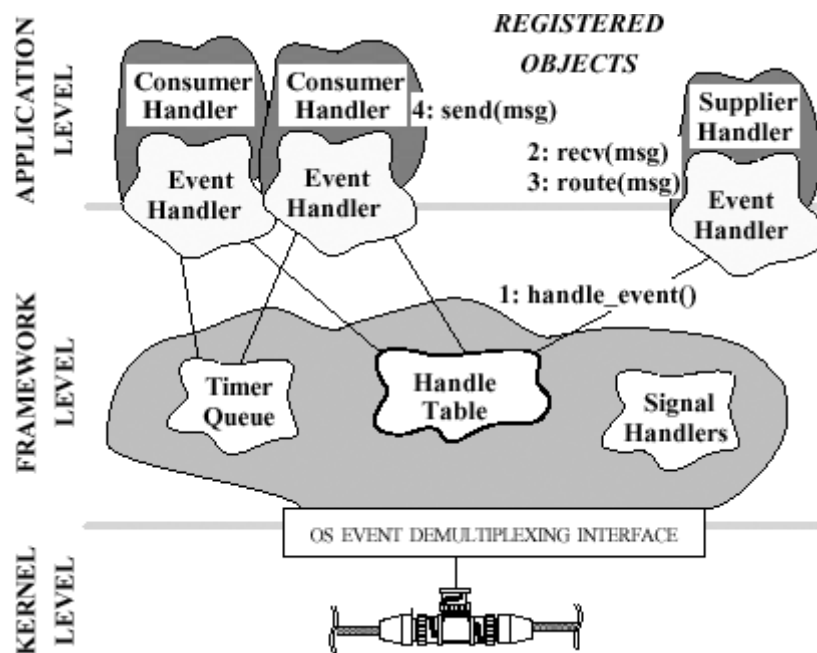 REGISTERED
OBJECTS
APPLICATION
LEVEL
Consumer
Handler
Consumer
Handler
4: send(msg)
Supplier
Handler
2: recv(msg)
3: route(msg)
Event
Handler
Event
Handler
Event
Handler
1: handle_event()
FRAMEWORK
LEVEL
Timer
Queue
Handle
Table
Signal
Handlers
OS EVENT DEMULTIPLEXING INTERFACE
KERNEL
LEVEL